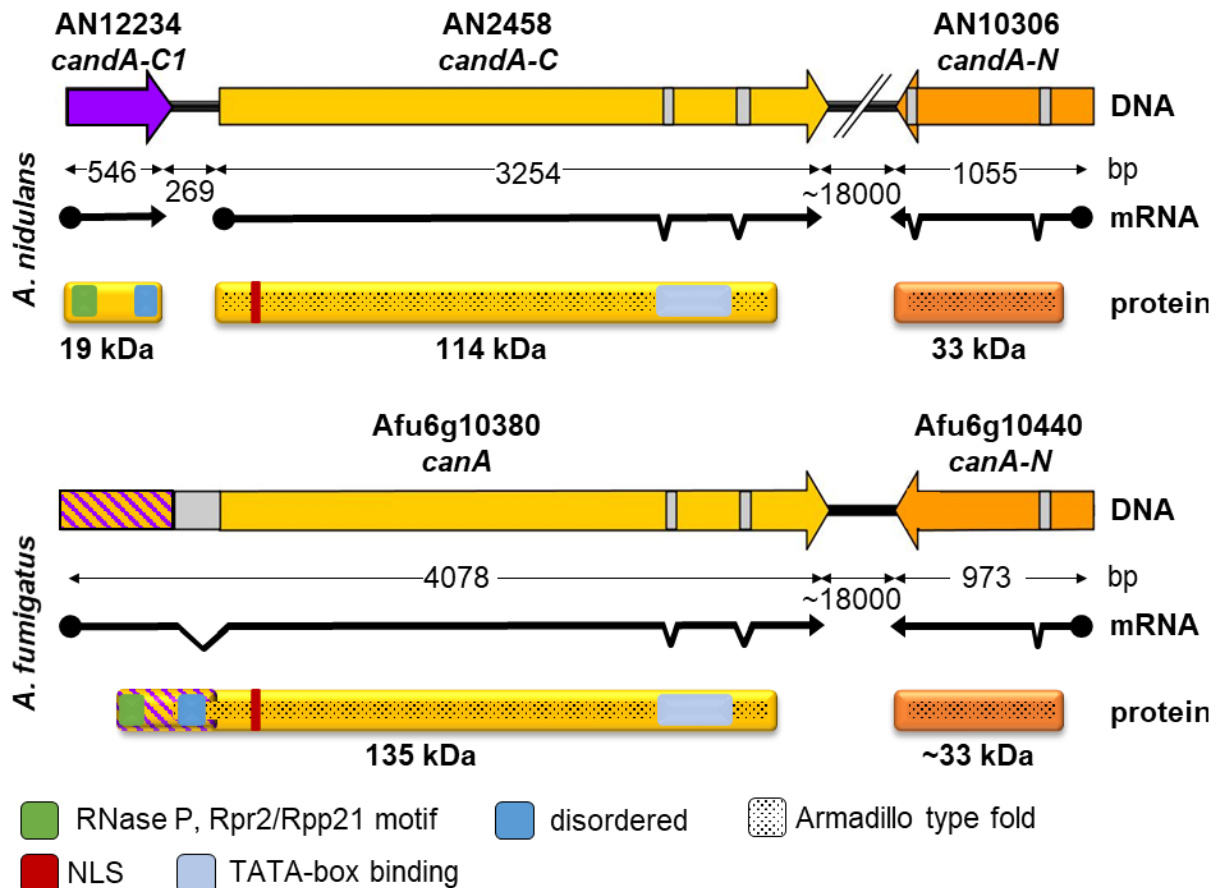 AN12234 AN2458 AN10306
candA-C1 candA-C candA-N
DNA
546 269 3254 ~18000 1055 bp
mRNA
A. nidulans
protein
19 kDa 114 kDa 33 kDa
Afu6g10380 Afu6g10440
canA canA-N
DNA
4078 ~18000 973 bp
mRNA
A. fumigatus
protein
135 kDa ~33 kDa
RNase P, Rpr2/Rpp21 motif disordered Armadillo type fold
NLS TATA-box binding